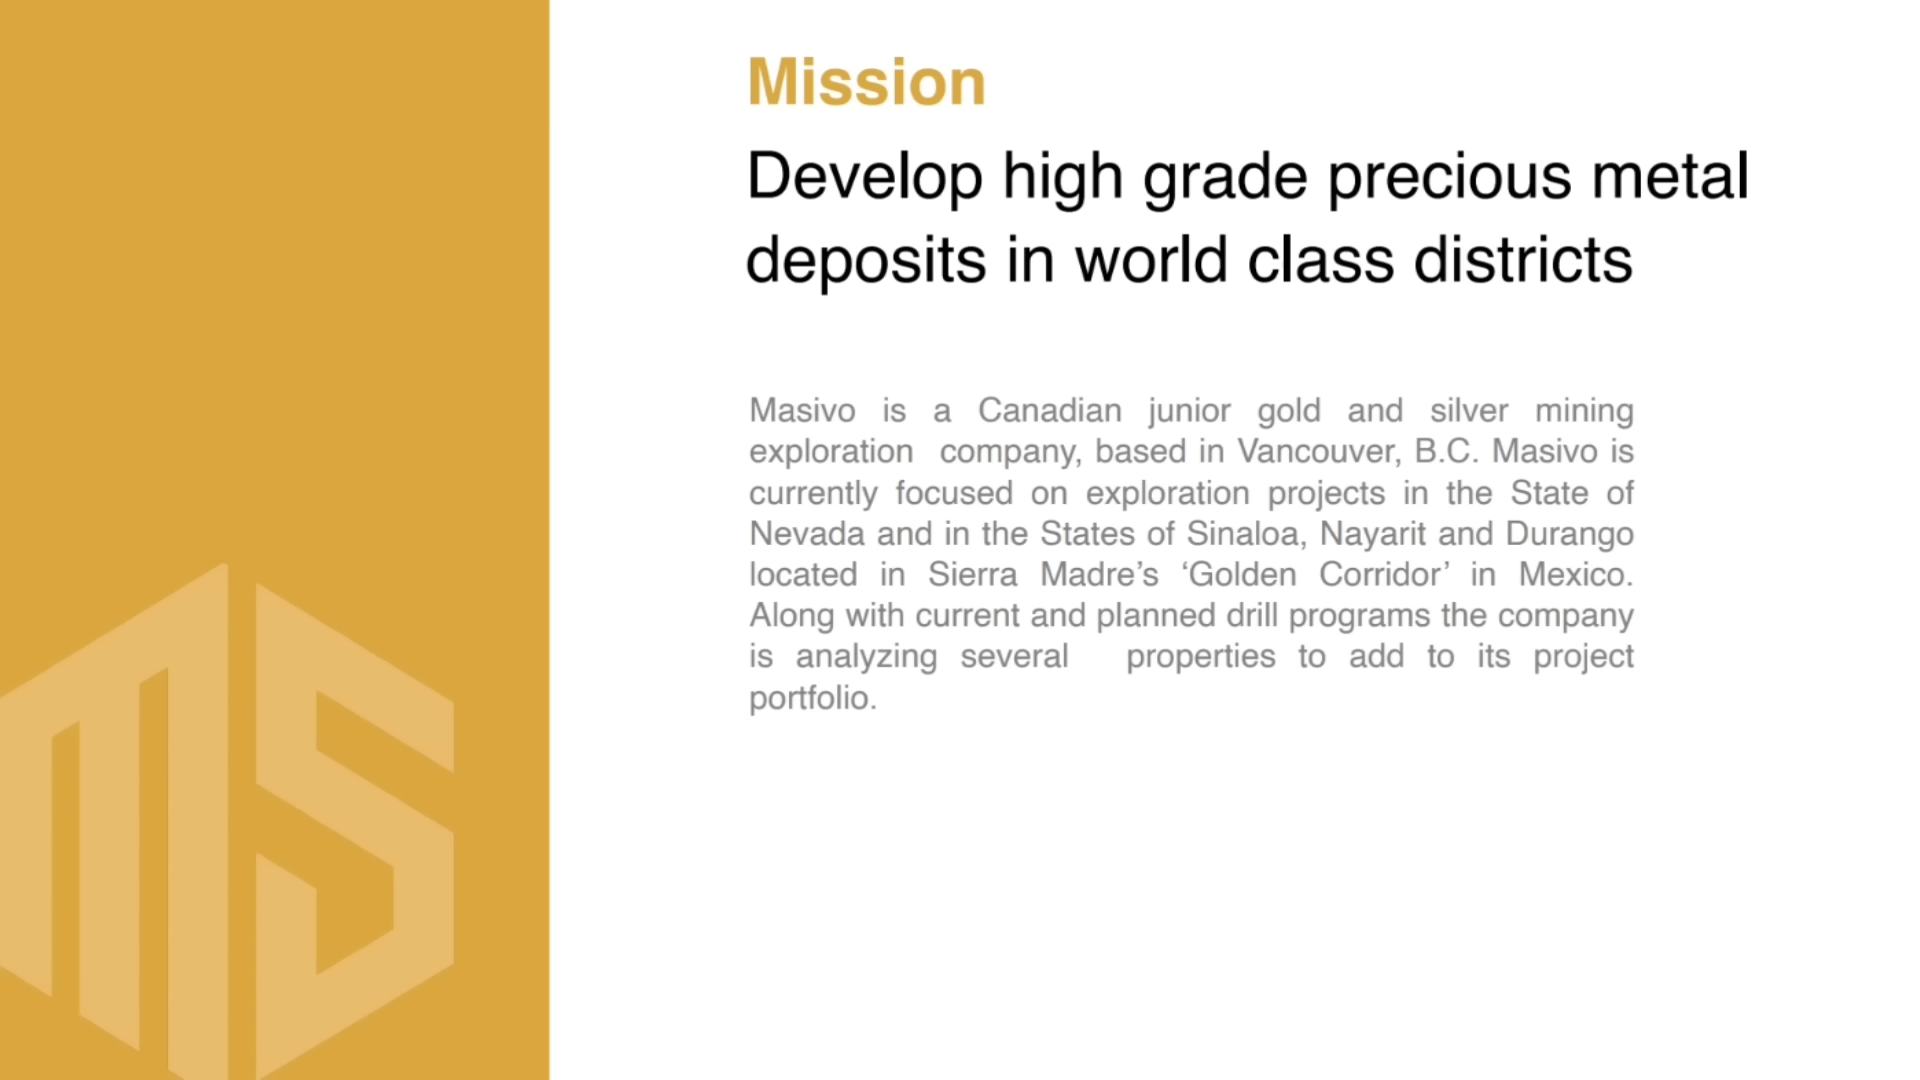 Mission
Develop high grade precious metal
deposits in world class districts
Masivo is a Canadian junior gold and silver mining
exploration company, based in Vancouver, B.C. Masivo is
currently focused on exploration projects in the State of
Nevada and in the States of Sinaloa, Nayarit and Durango
located in Sierra Madre’s ‘Golden Corridor’ in Mexico.
Along with current and planned drill programs the company
is analyzing several properties to add to its project
portfolio.
MS